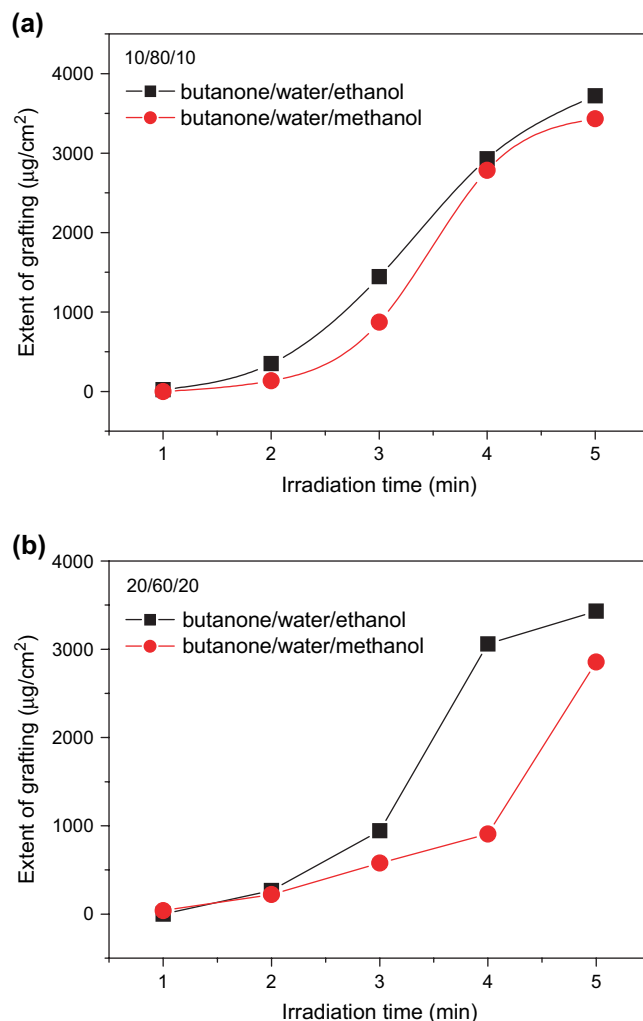 (a)
10/80/10
butanone/water/ethanol
butanone/water/methanol
4000
3000
2000
1000
0
Extent of grafting (µg/cm²)
1 2 3 4 5
Irradiation time (min)
(b)
20/60/20
butanone/water/ethanol
butanone/water/methanol
4000
3000
2000
1000
0
Extent of grafting (µg/cm²)
1 2 3 4 5
Irradiation time (min)